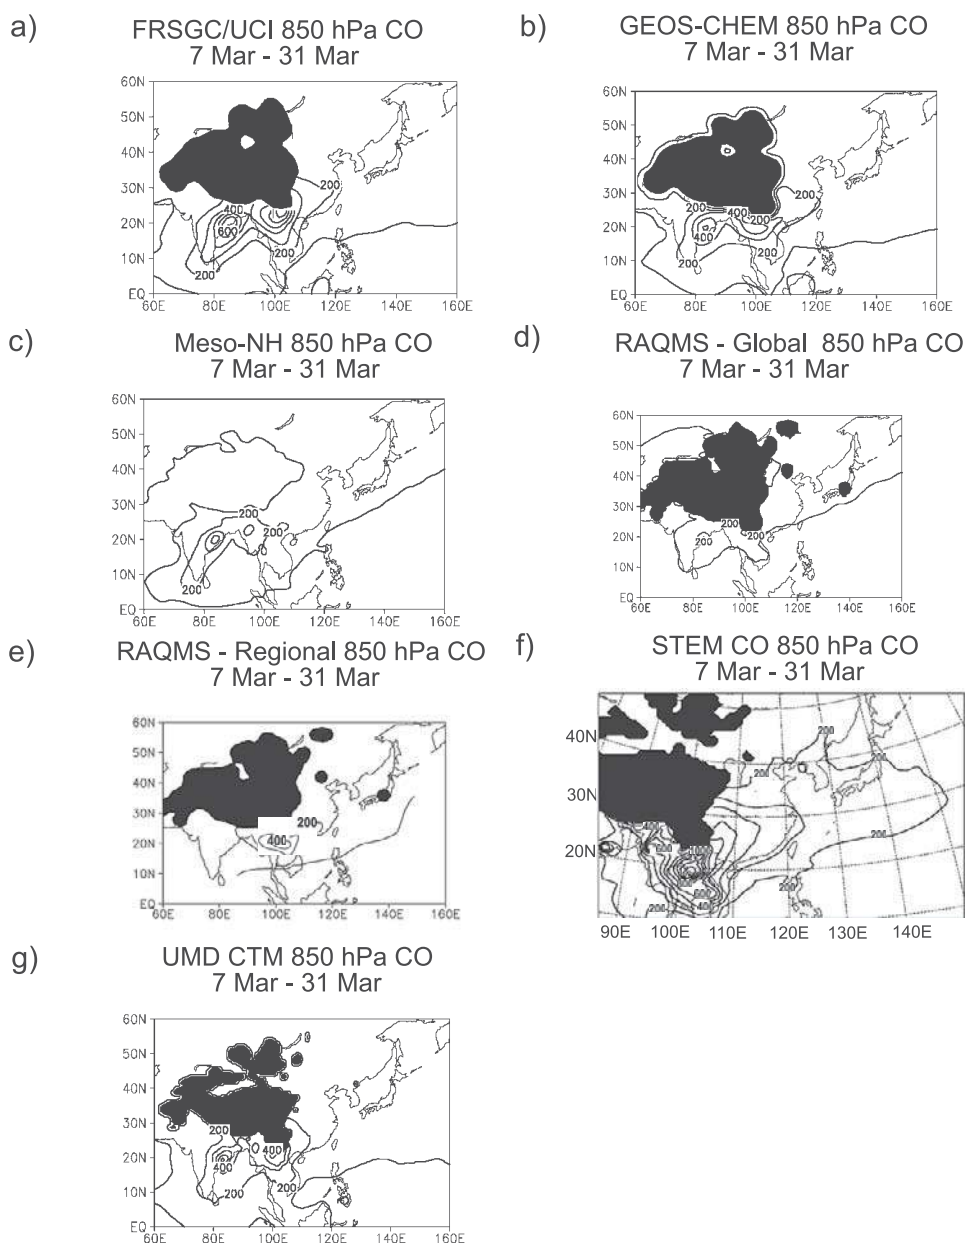 a)
FRSGC/UCI 850 hPa CO
7 Mar - 31 Mar
60N
50N
40N
30N
20N
10N
EQ
60E 80E 100E 120E 140E 160E
200
400
600
200
200
b)
GEOS-CHEM 850 hPa CO
7 Mar - 31 Mar
60N
50N
40N
30N
20N
10N
EQ
60E 80E 100E 120E 140E 160E
200
200 400
200
400
200
c)
Meso-NH 850 hPa CO
7 Mar - 31 Mar
60N
50N
40N
30N
20N
10N
EQ
60E 80E 100E 120E 140E 160E
200
200
200
d)
RAQMS - Global 850 hPa CO
7 Mar - 31 Mar
60N
50N
40N
30N
20N
10N
EQ
60E 80E 100E 120E 140E 160E
200
200
200
e)
RAQMS - Regional 850 hPa CO
7 Mar - 31 Mar
60N
50N
40N
30N
20N
10N
EQ
60E 80E 100E 120E 140E 160E
200
400
f)
STEM CO 850 hPa CO
7 Mar - 31 Mar
40N
30N
20N
90E 100E 110E 120E 130E 140E
200
200
200
200
200
200
400
g)
UMD CTM 850 hPa CO
7 Mar - 31 Mar
60N
50N
40N
30N
20N
10N
EQ
60E 80E 100E 120E 140E 160E
200
400
400
200
200